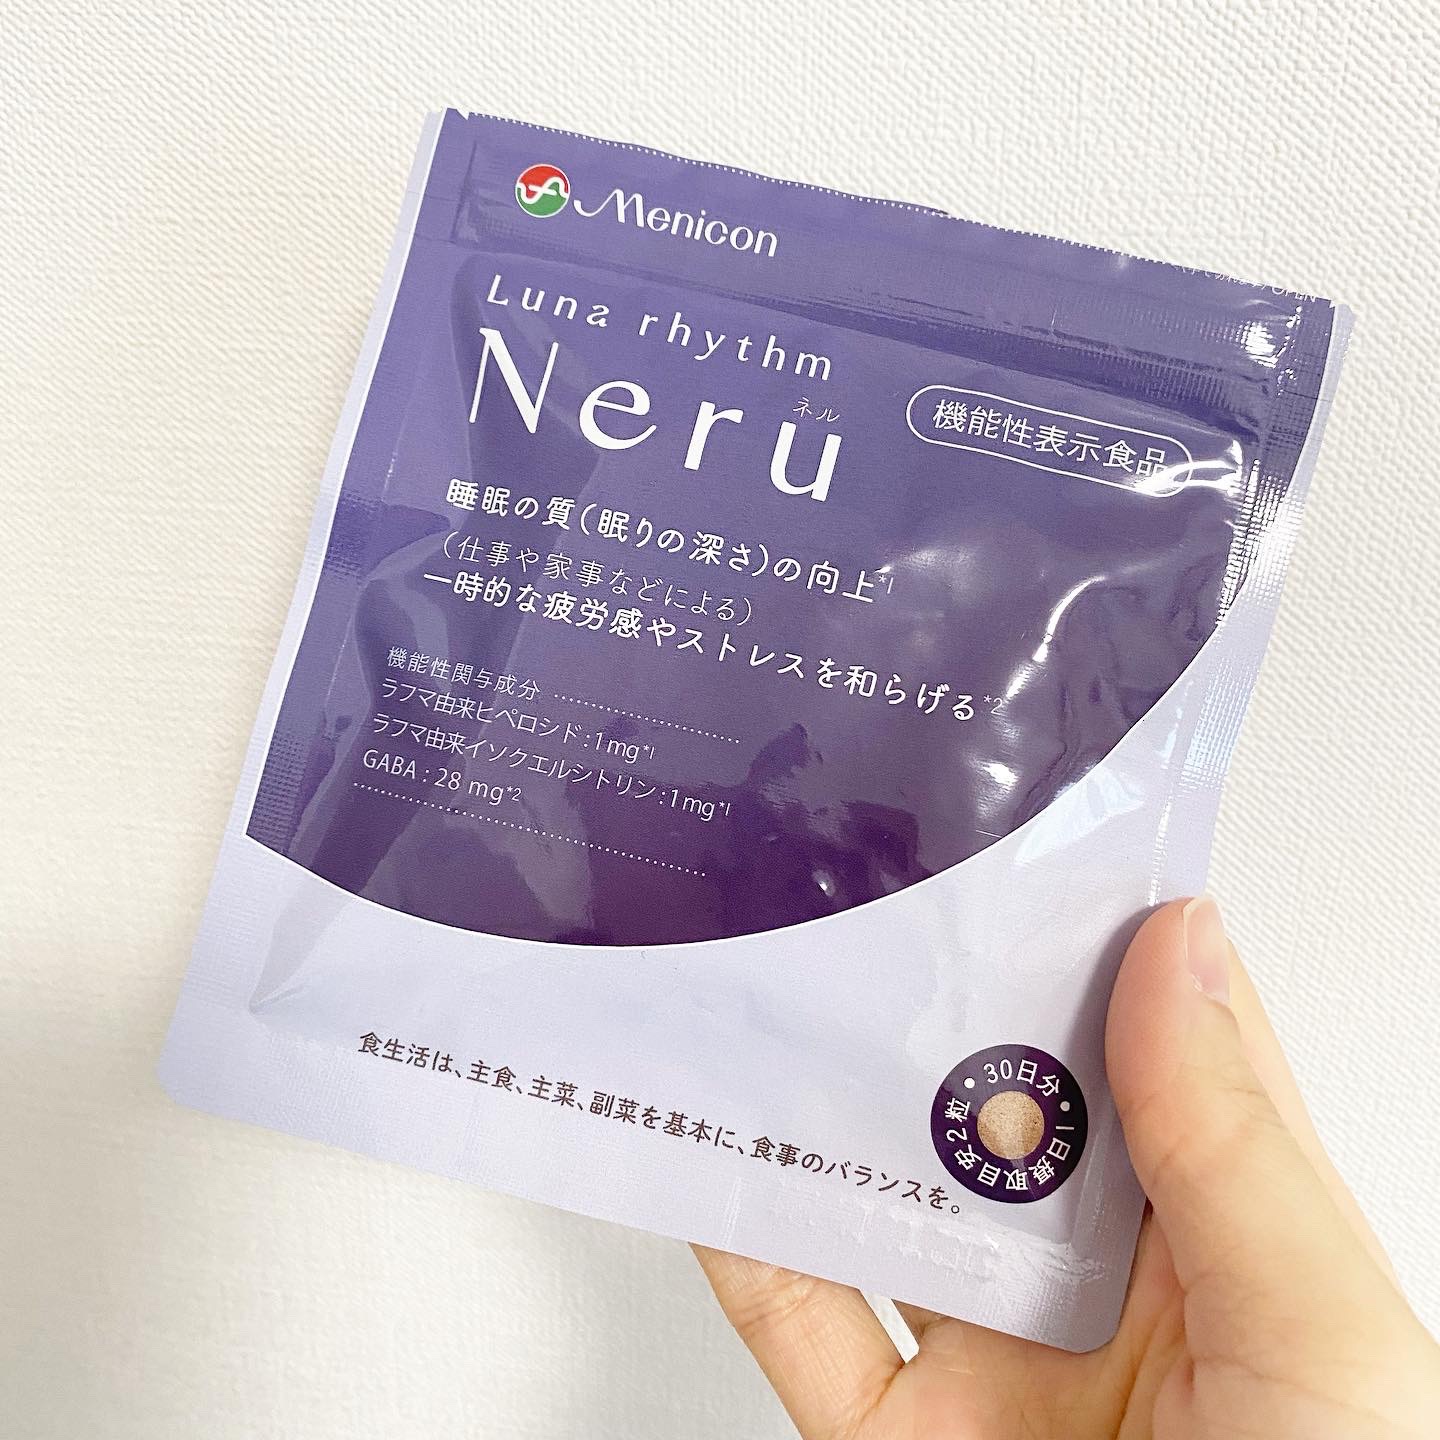 Menicon
OPEN
Luna rhythm
Neru
ネル
機能性表示食品
睡眠の質(眠りの深さ)の向上*1
(仕事や家事などによる)
一時的な疲労感やストレスを和らげる*2
機能性関与成分
ラフマ由来ヒペロシド:1mg*1
ラフマ由来イソクエルシトリン:1mg*1
GABA:28 mg*2
食生活は、主食、主菜、副菜を基本に、食事のバランスを。
30日分・1日摂取目安2粒・